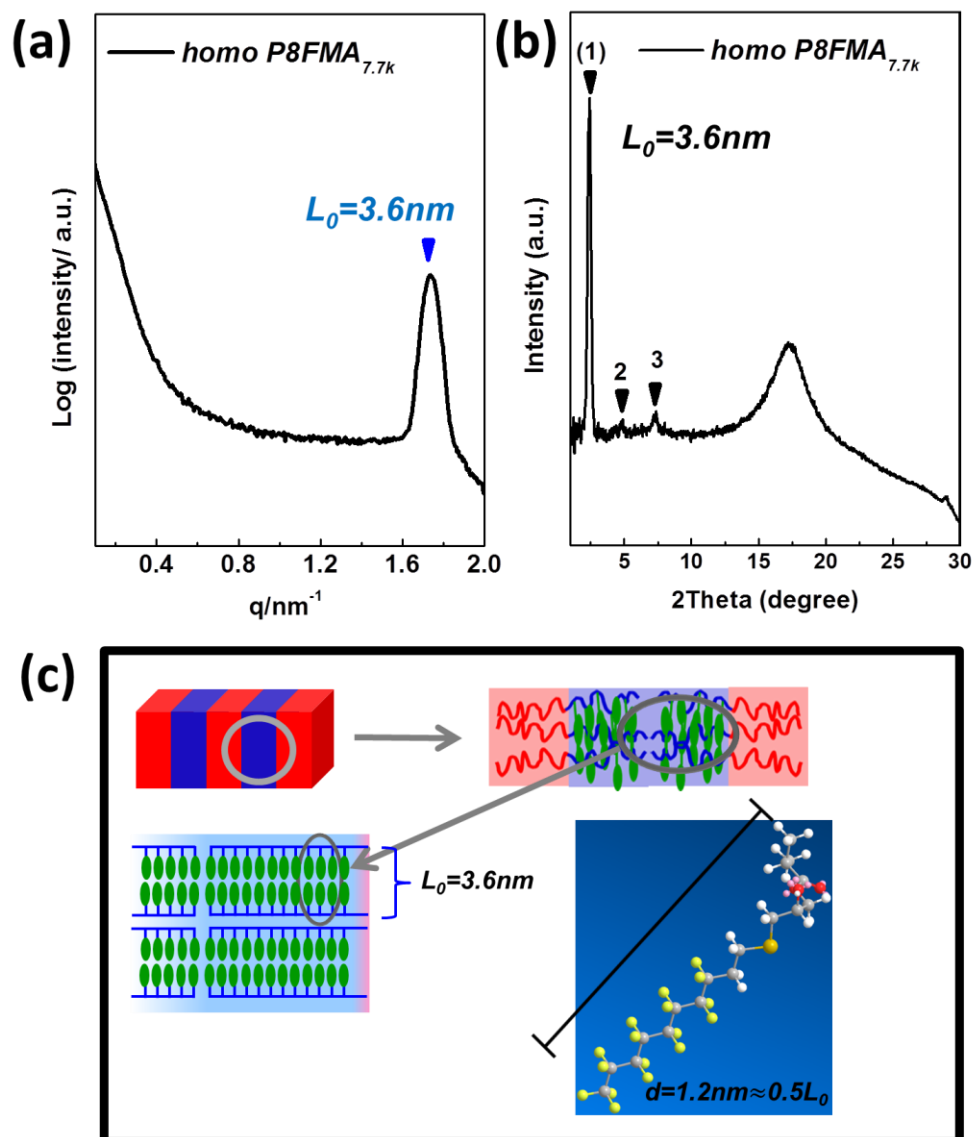 (a)
homo P8FMA7.7k
L0=3.6nm
Log (intensity/ a.u.)
0.4 0.8 1.2 1.6 2.0
q/nm-1
(b)
(1)
homo P8FMA7.7k
L0=3.6nm
2
3
Intensity (a.u.)
5 10 15 20 25 30
2Theta (degree)
(c)
L0=3.6nm
d=1.2nm≈0.5L0